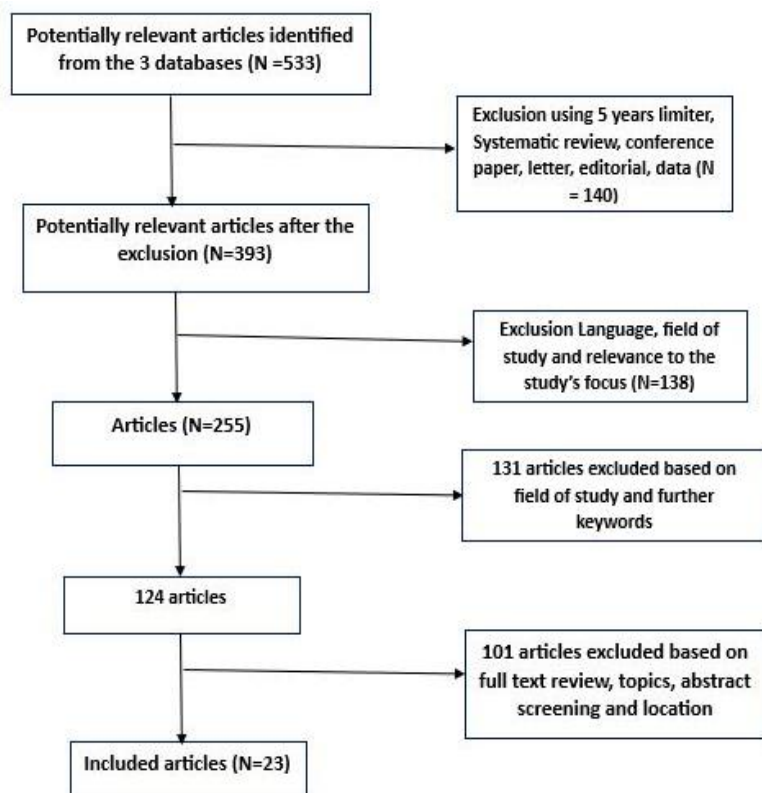 Potentially relevant articles identified
from the 3 databases (N =533)
Exclusion using 5 years limiter,
Systematic review, conference
paper, letter, editorial, data (N
= 140)
Potentially relevant articles after the
exclusion (N=393)
Exclusion Language, field of
study and relevance to the
study's focus (N=138)
Articles (N=255)
131 articles excluded based on
field of study and further
keywords
124 articles
101 articles excluded based on
full text review, topics, abstract
screening and location
Included articles (N=23)